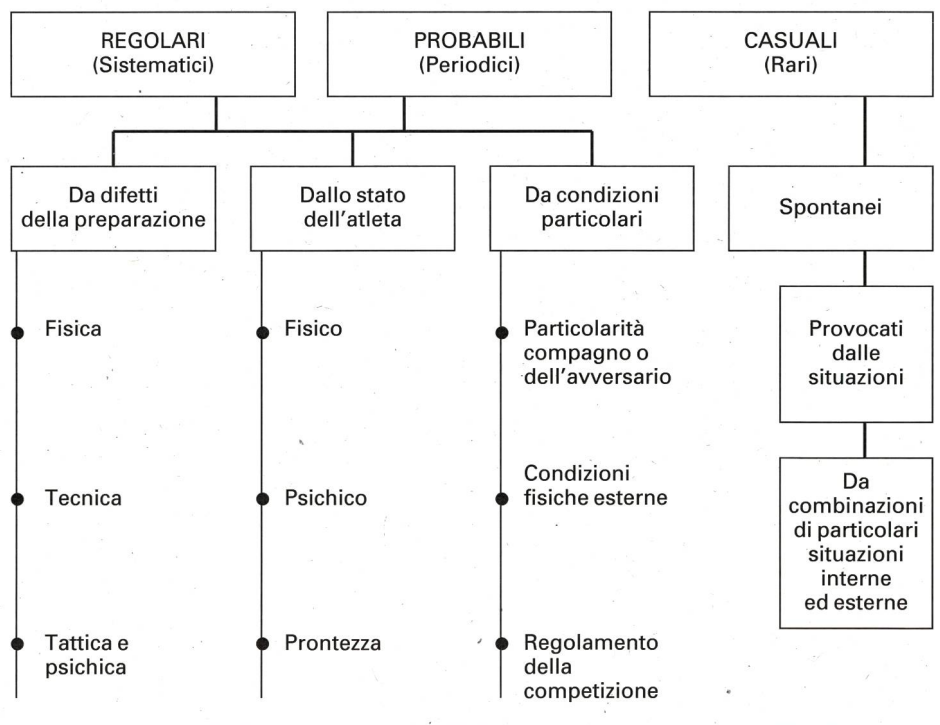 REGOLARI
(Sistematici)
PROBABILI
(Periodici)
CASUALI
(Rari)
Da difetti
della preparazione
Dallo stato
dell'atleta
Da condizioni
particolari
Spontanei
Fisica
Fisico
Particolarità
compagno o
dell'avversario
Provocati
dalle
situazioni
Tecnica
Psichico
Condizioni
fisiche esterne
Da
combinazioni
di particolari
situazioni
interne
ed esterne
Tattica e
psichica
Prontezza
Regolamento
della
competizione